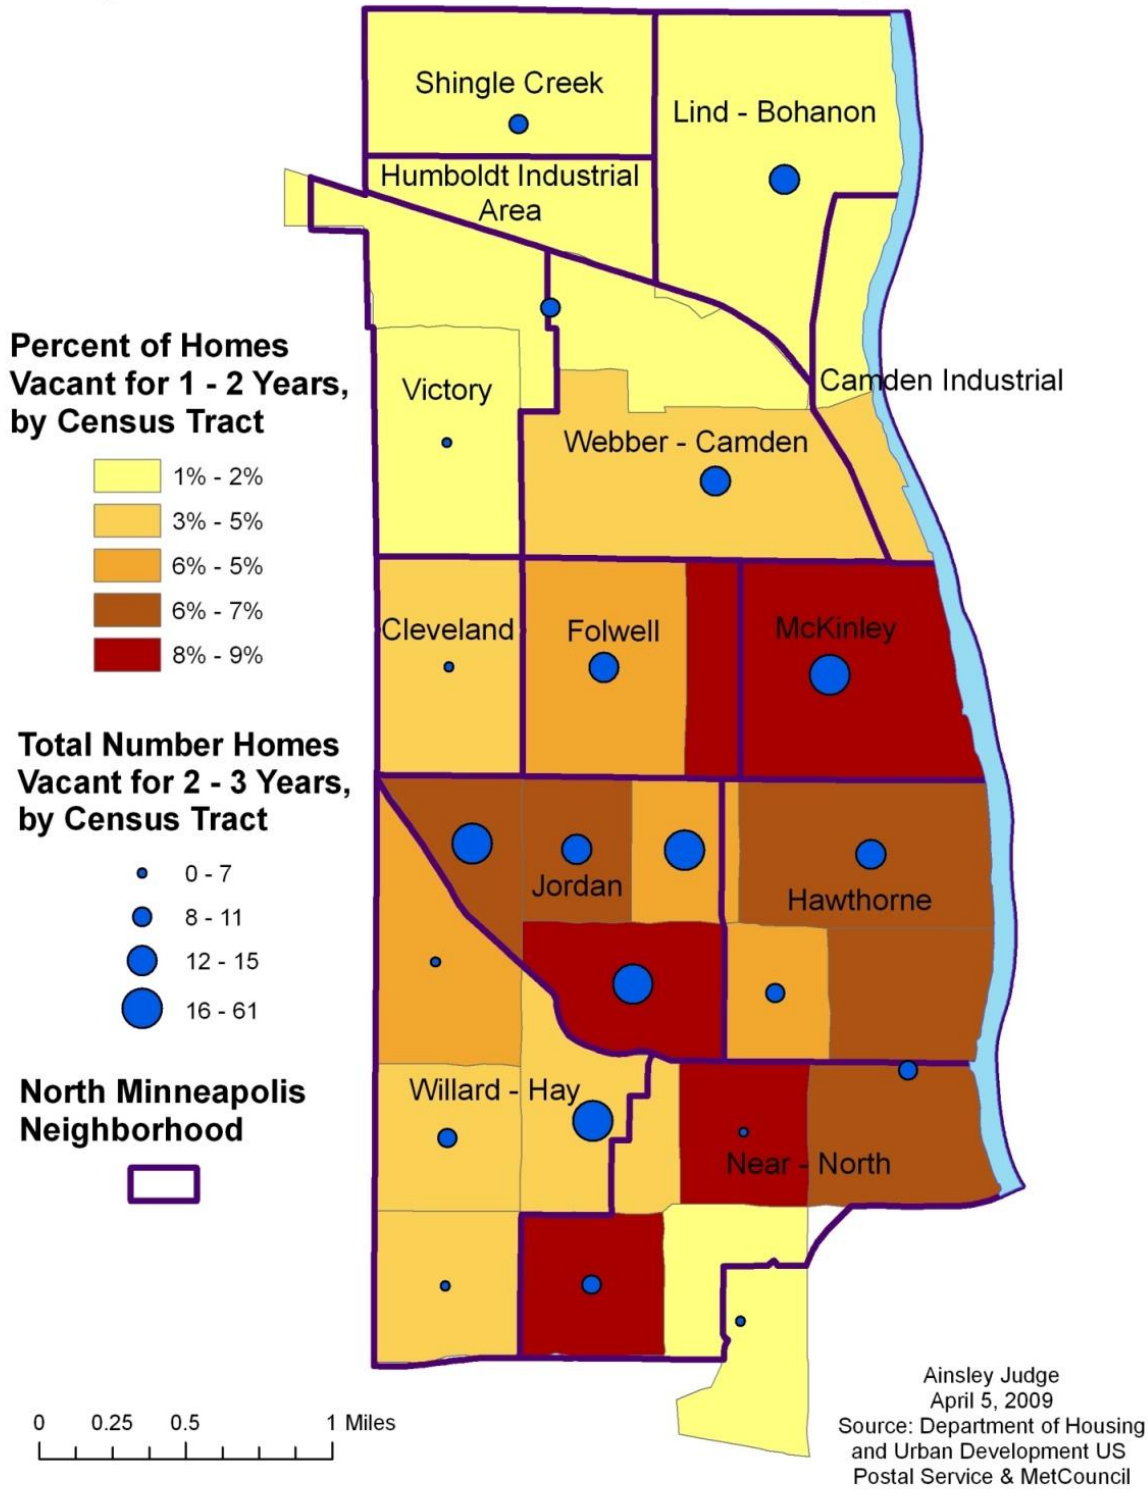 Shingle Creek
Lind - Bohanon
Humboldt Industrial
Area
Percent of Homes
Vacant for 1 - 2 Years,
by Census Tract
1% - 2%
3% - 5%
6% - 5%
6% - 7%
8% - 9%
Victory
Camden Industrial
Webber - Camden
Cleveland
Folwell
McKinley
Total Number Homes
Vacant for 2 - 3 Years,
by Census Tract
0 - 7
8 - 11
12 - 15
16 - 61
Jordan
Hawthorne
North Minneapolis
Neighborhood
Willard - Hay
Near - North
0 0.25 0.5 1 Miles
Ainsley Judge
April 5, 2009
Source: Department of Housing
and Urban Development US
Postal Service & MetCouncil